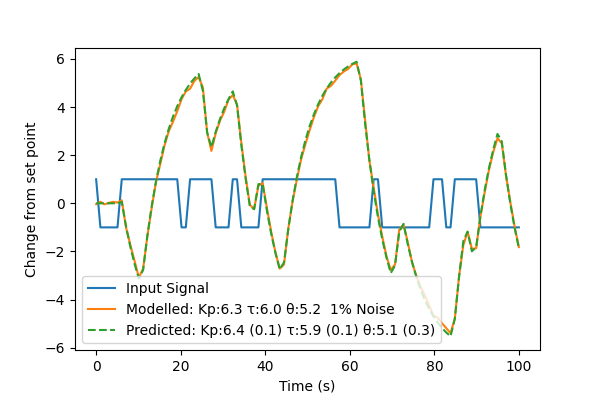 6
4
2
0
−2
−4
−6
Change from set point
Input Signal
Modelled: Kp:6.3 τ:6.0 θ:5.2  1% Noise
Predicted: Kp:6.4 (0.1) τ:5.9 (0.1) θ:5.1 (0.3)
0 20 40 60 80 100
Time (s)